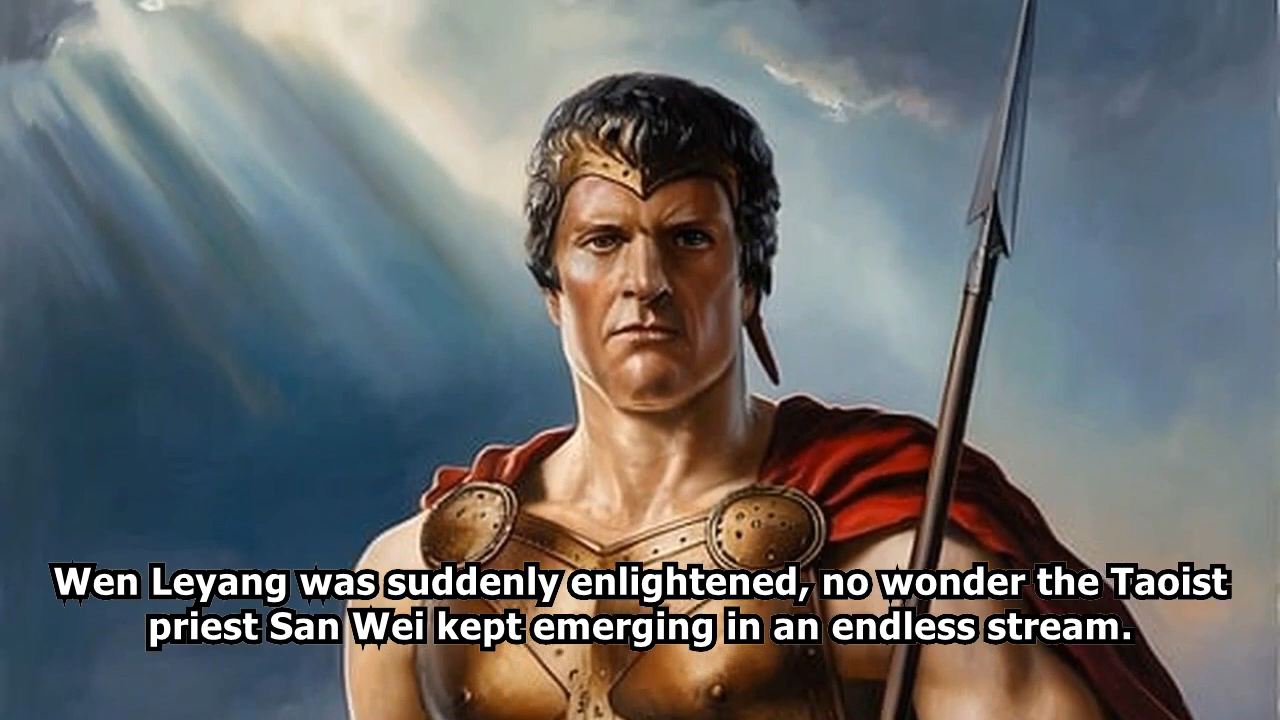 Wen Leyang was suddenly enlightened, no wonder the Taoist
priest San Wei kept emerging in an endless stream.